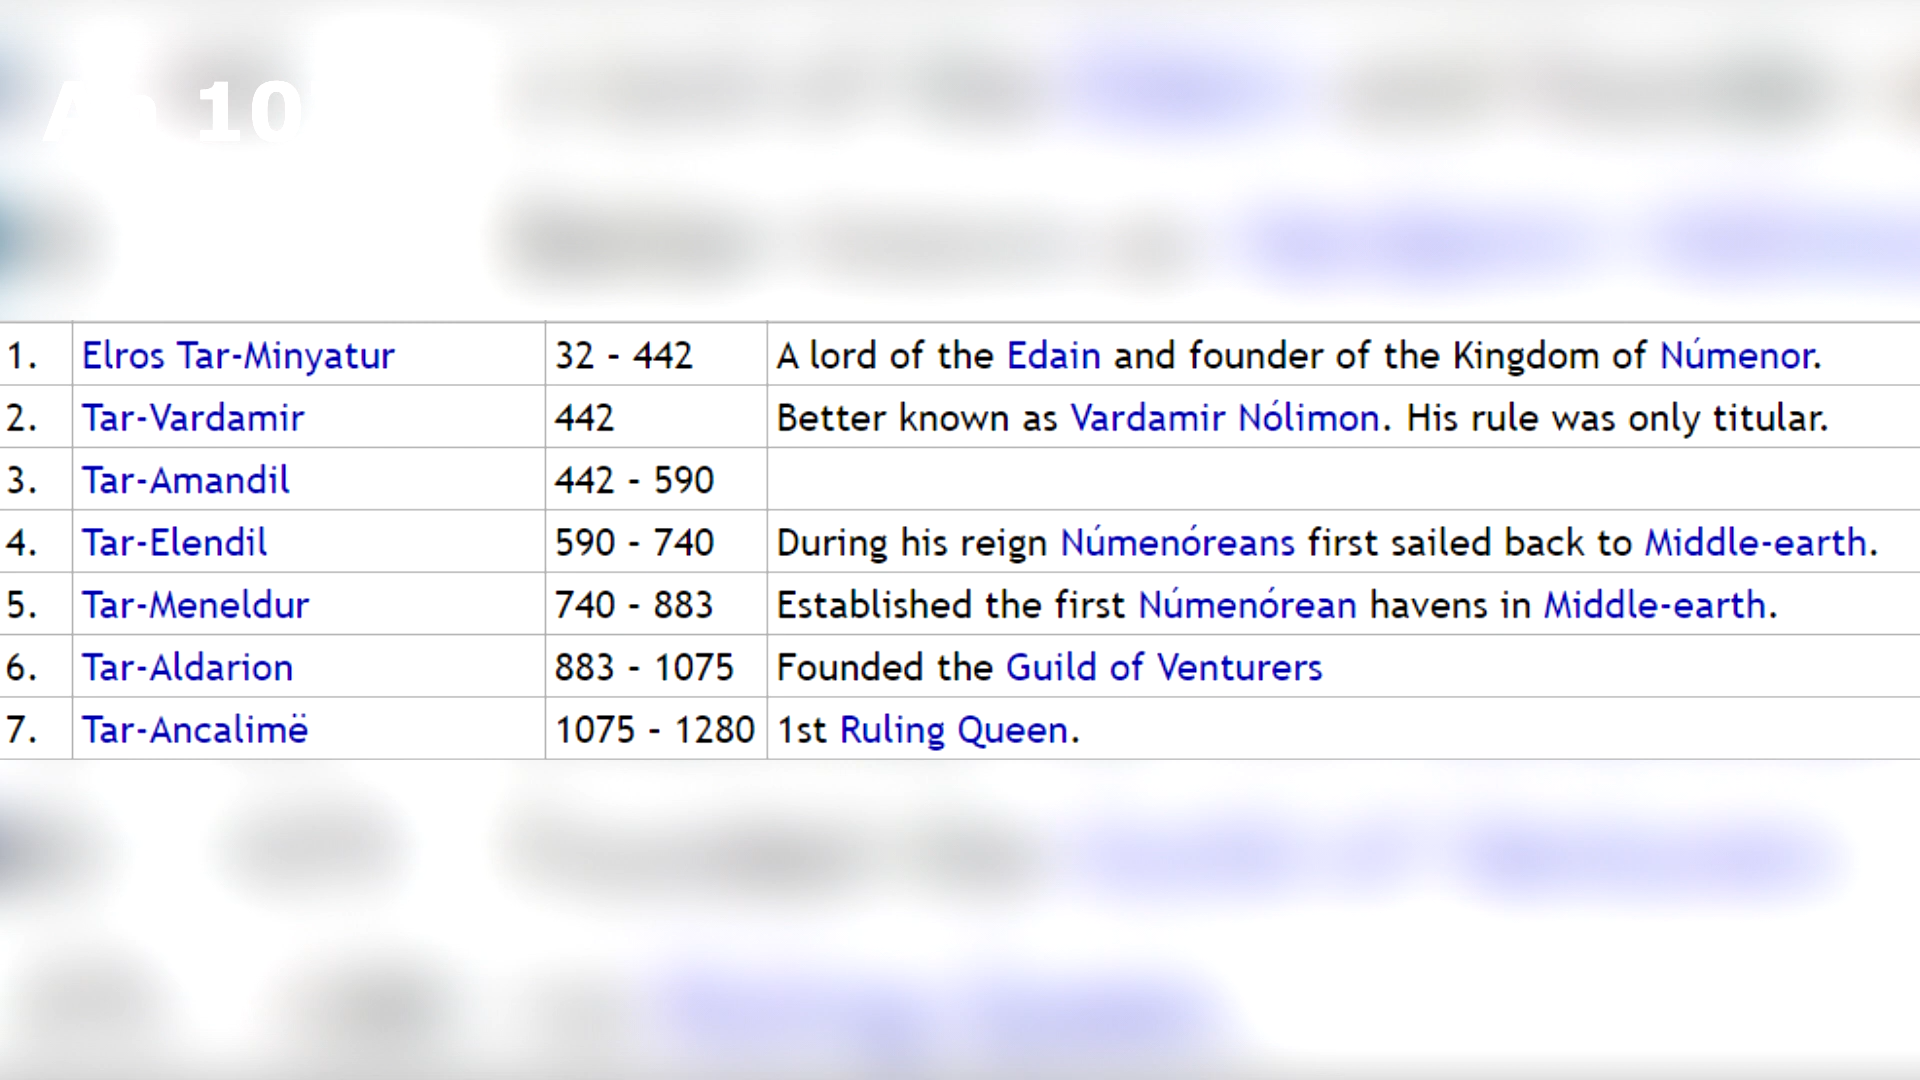 10
1. Elros Tar-Minyatur 32 - 442 A lord of the Edain and founder of the Kingdom of Númenor.
2. Tar-Vardamir 442 Better known as Vardamir Nólimon. His rule was only titular.
3. Tar-Amandil 442 - 590
4. Tar-Elendil 590 - 740 During his reign Númenóreans first sailed back to Middle-earth.
5. Tar-Meneldur 740 - 883 Established the first Númenórean havens in Middle-earth.
6. Tar-Aldarion 883 - 1075 Founded the Guild of Venturers
7. Tar-Ancalimë 1075 - 1280 1st Ruling Queen.